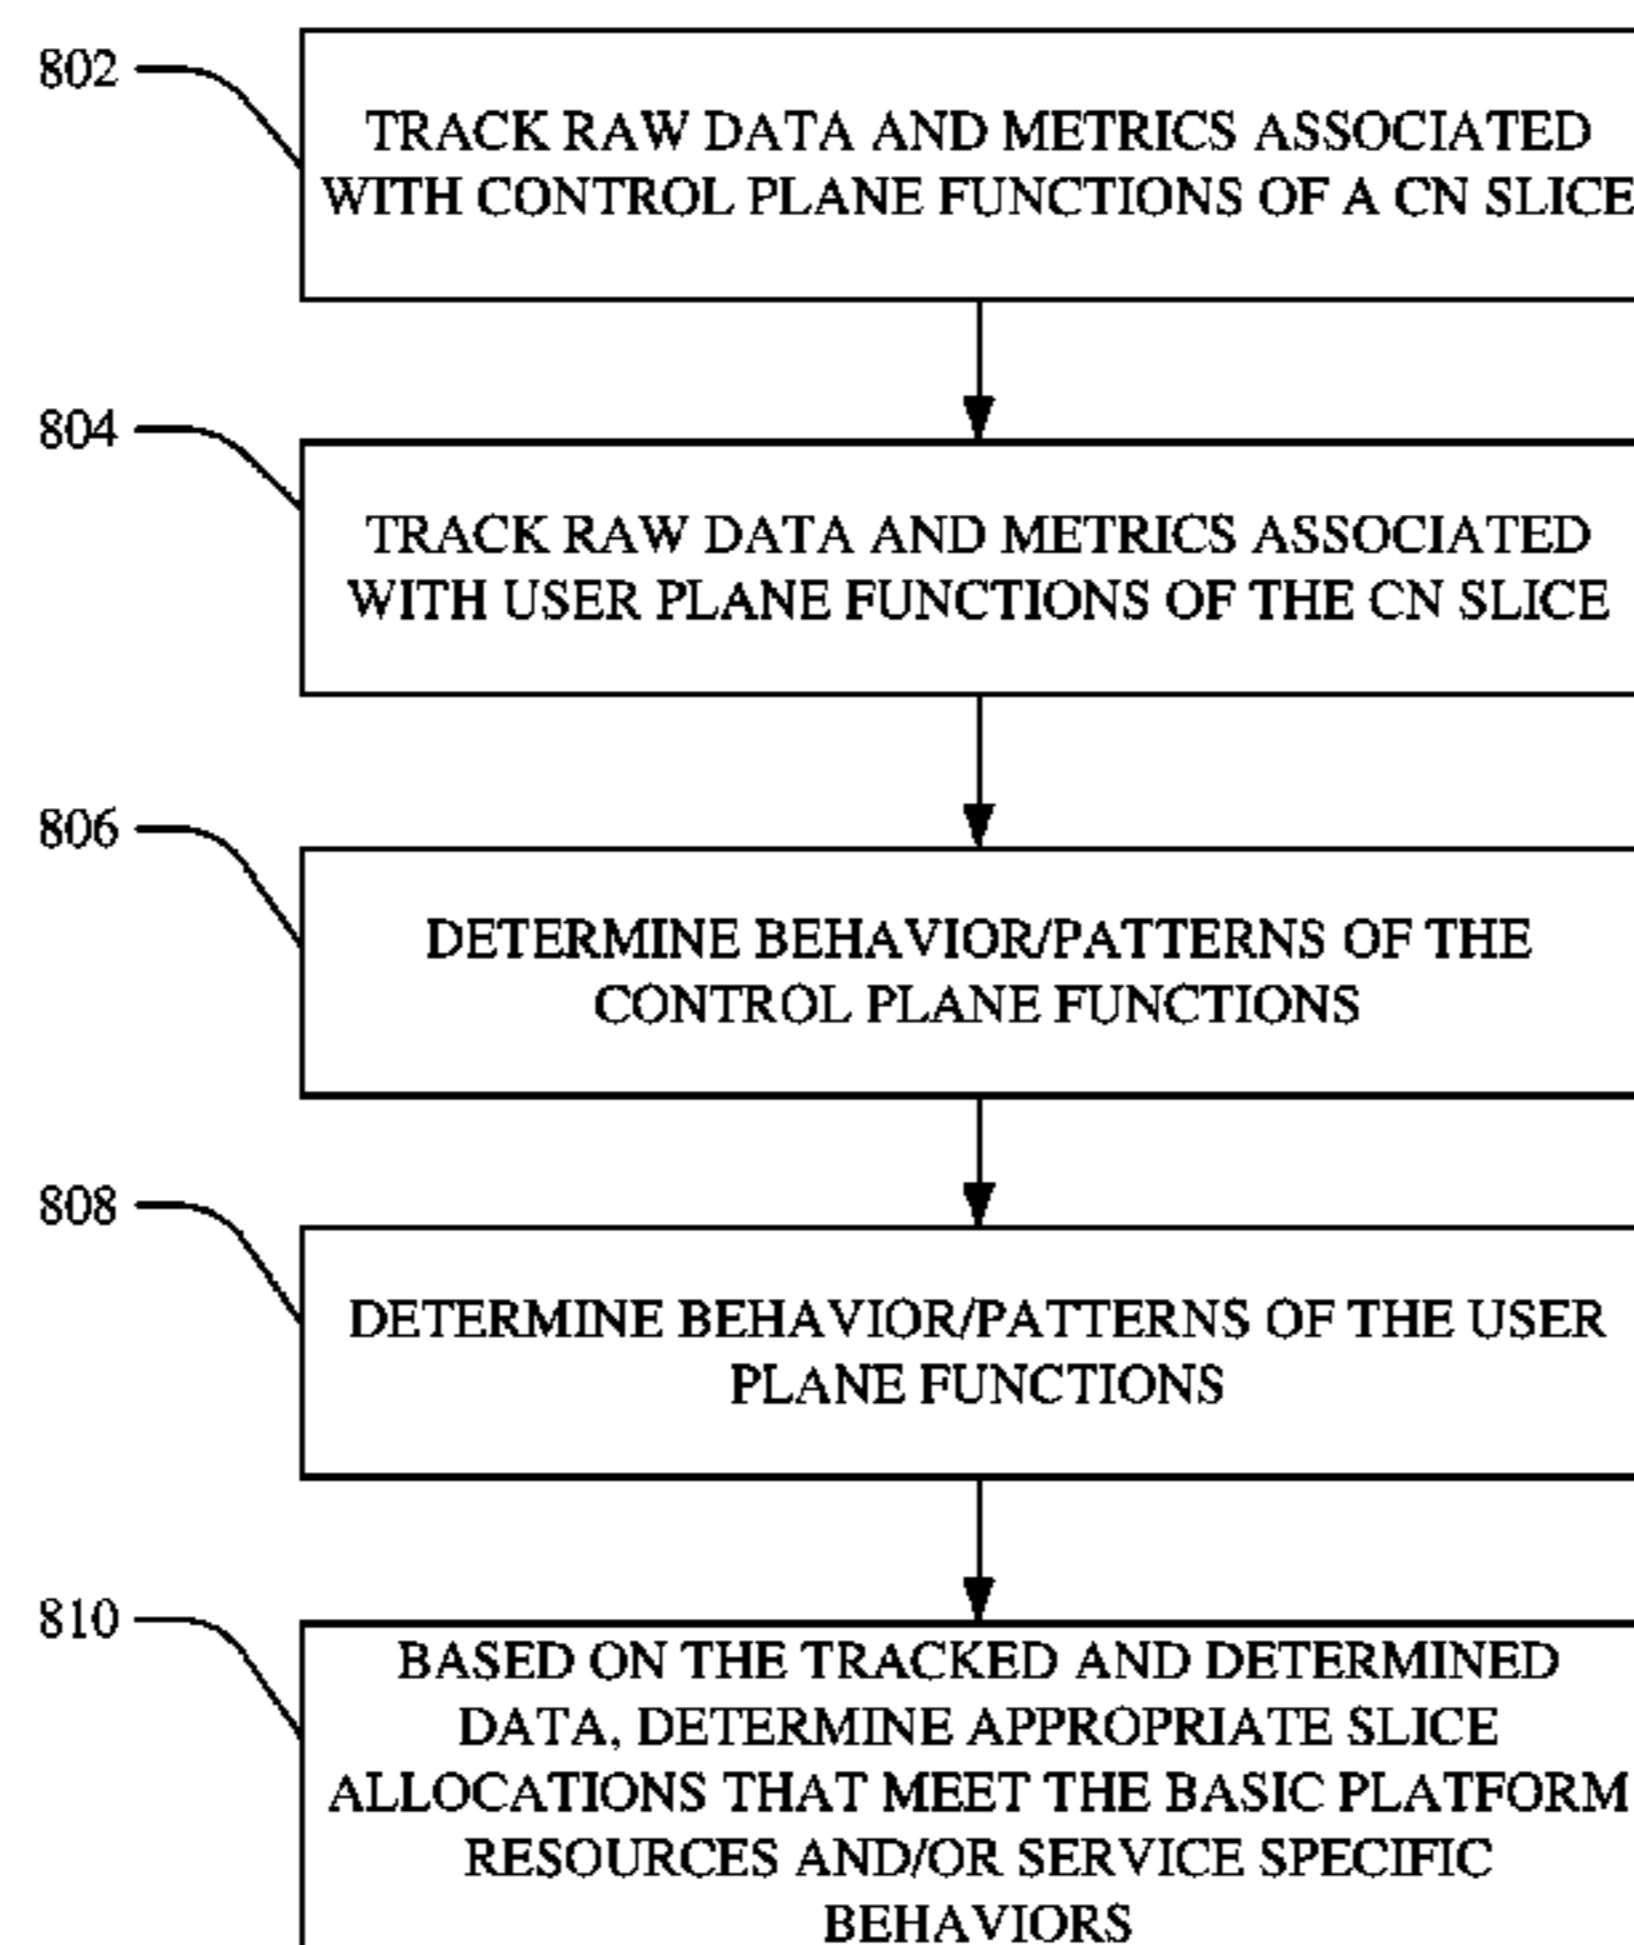 802
TRACK RAW DATA AND METRICS ASSOCIATED
WITH CONTROL PLANE FUNCTIONS OF A CN SLICE
804
TRACK RAW DATA AND METRICS ASSOCIATED
WITH USER PLANE FUNCTIONS OF THE CN SLICE
806
DETERMINE BEHAVIOR/PATTERNS OF THE
CONTROL PLANE FUNCTIONS
808
DETERMINE BEHAVIOR/PATTERNS OF THE USER
PLANE FUNCTIONS
810
BASED ON THE TRACKED AND DETERMINED
DATA, DETERMINE APPROPRIATE SLICE
ALLOCATIONS THAT MEET THE BASIC PLATFORM
RESOURCES AND/OR SERVICE SPECIFIC
BEHAVIORS